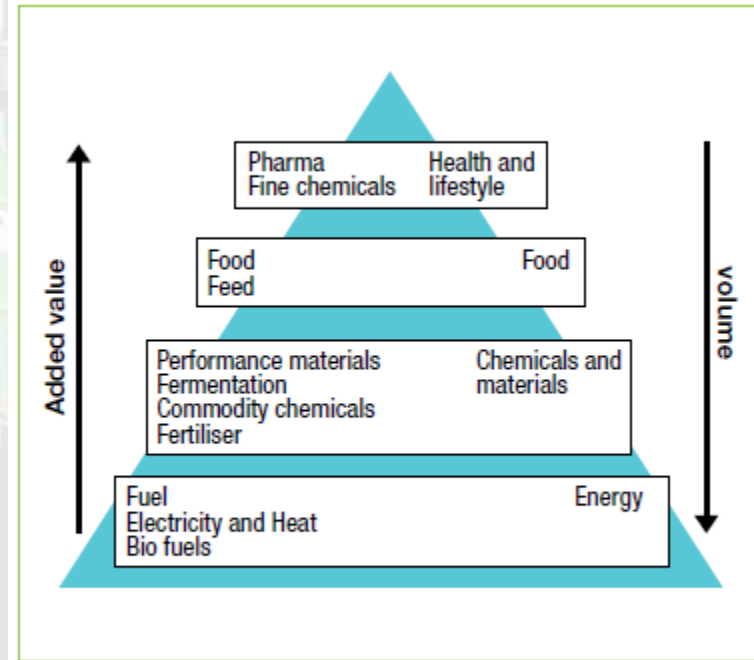 Pharma
Fine chemicals
Health and
lifestyle
Food
Feed
Food
Performance materials
Fermentation
Commodity chemicals
Fertiliser
Chemicals and
materials
Fuel
Electricity and Heat
Bio fuels
Energy
Added value
volume